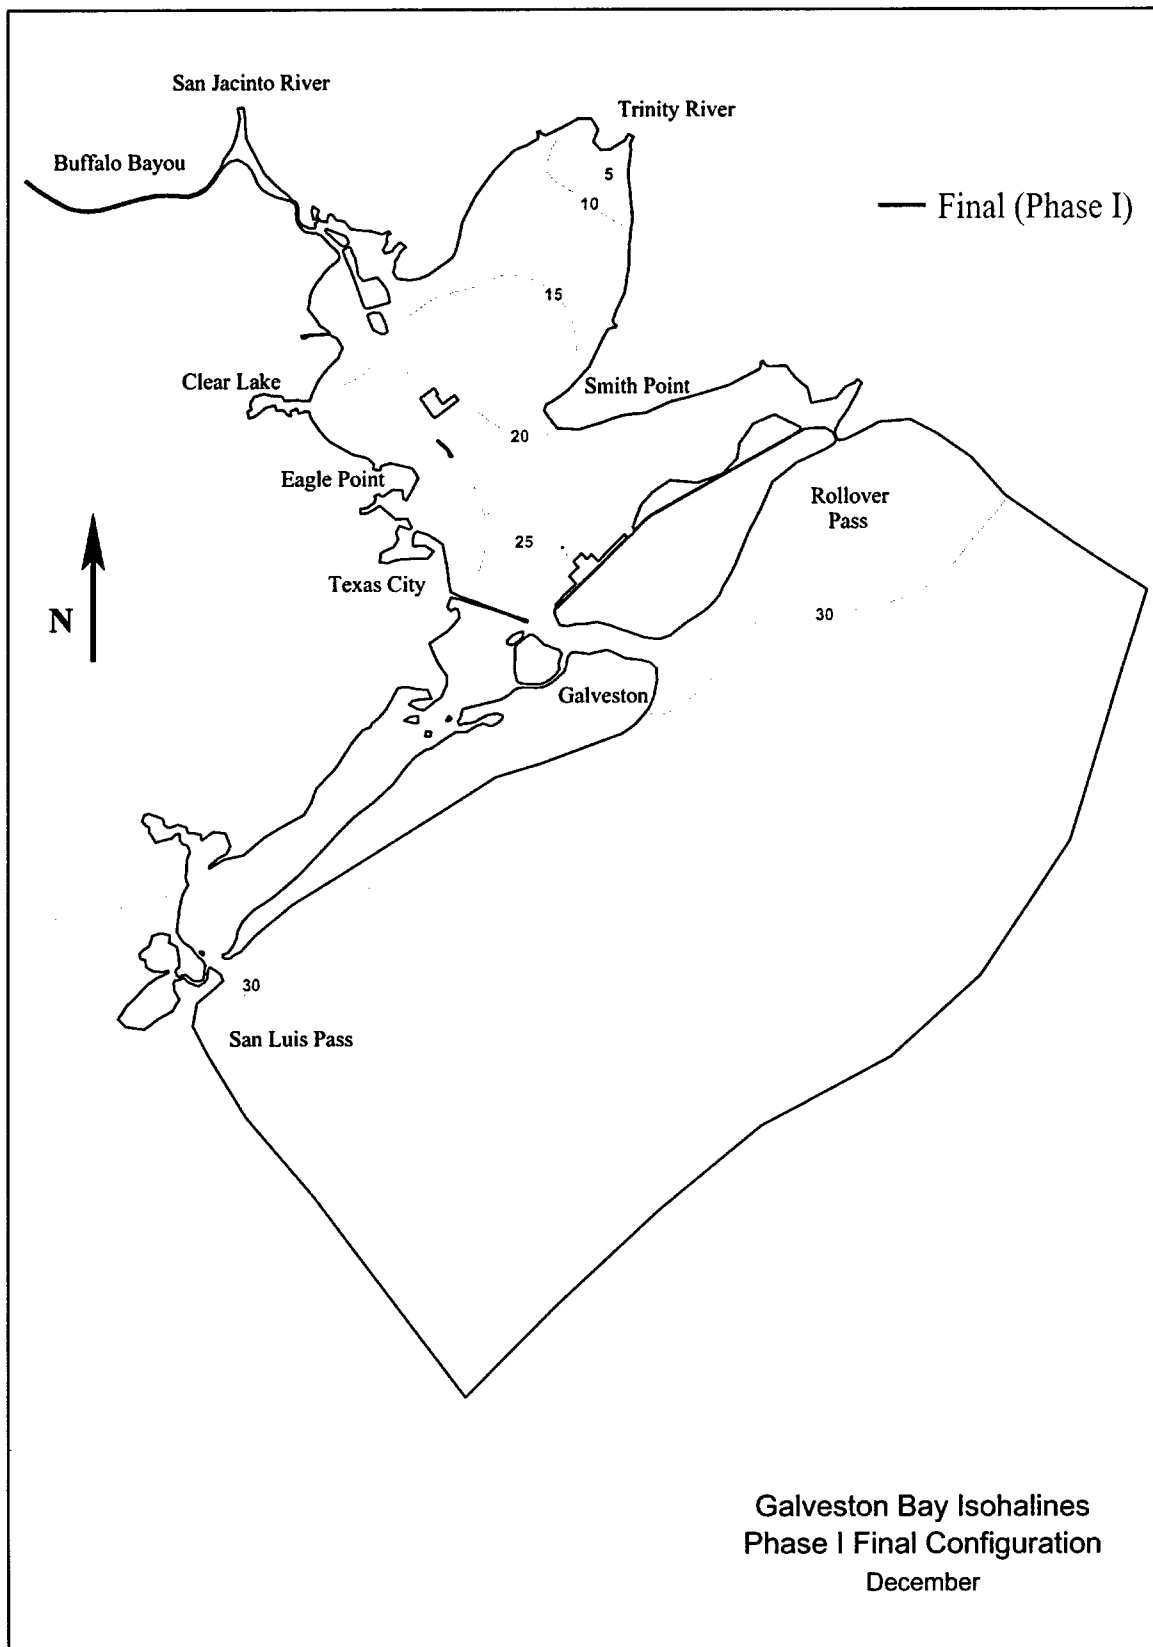 San Jacinto River
Trinity River
Buffalo Bayou
5
10
Final (Phase I)
15
Clear Lake
Smith Point
20
Eagle Point
Rollover
Pass
25
Texas City
30
N
Galveston
30
San Luis Pass
Galveston Bay Isohalines
Phase I Final Configuration
December